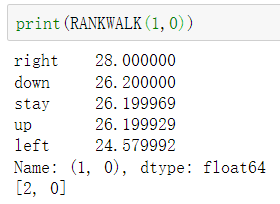 print(RANKWALK(1,0))
right    28.000000
down     26.200000
stay     26.199969
up       26.199929
left     24.579992
Name: (1, 0), dtype: float64
[2, 0]